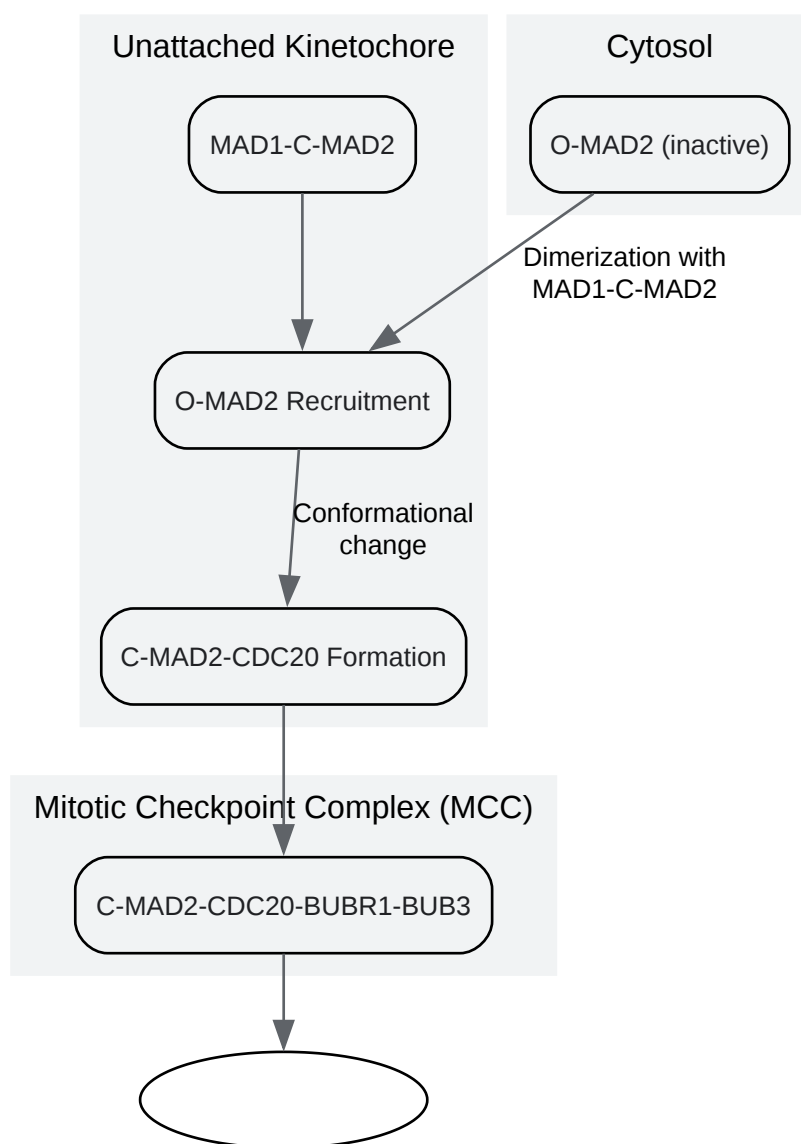 Unattached Kinetochore
Cytosol
MAD1-C-MAD2
O-MAD2 (inactive)
Dimerization with
MAD1-C-MAD2
O-MAD2 Recruitment
Conformational
change
C-MAD2-CDC20 Formation
Mitotic Checkpoint Complex (MCC)
C-MAD2-CDC20-BUBR1-BUB3